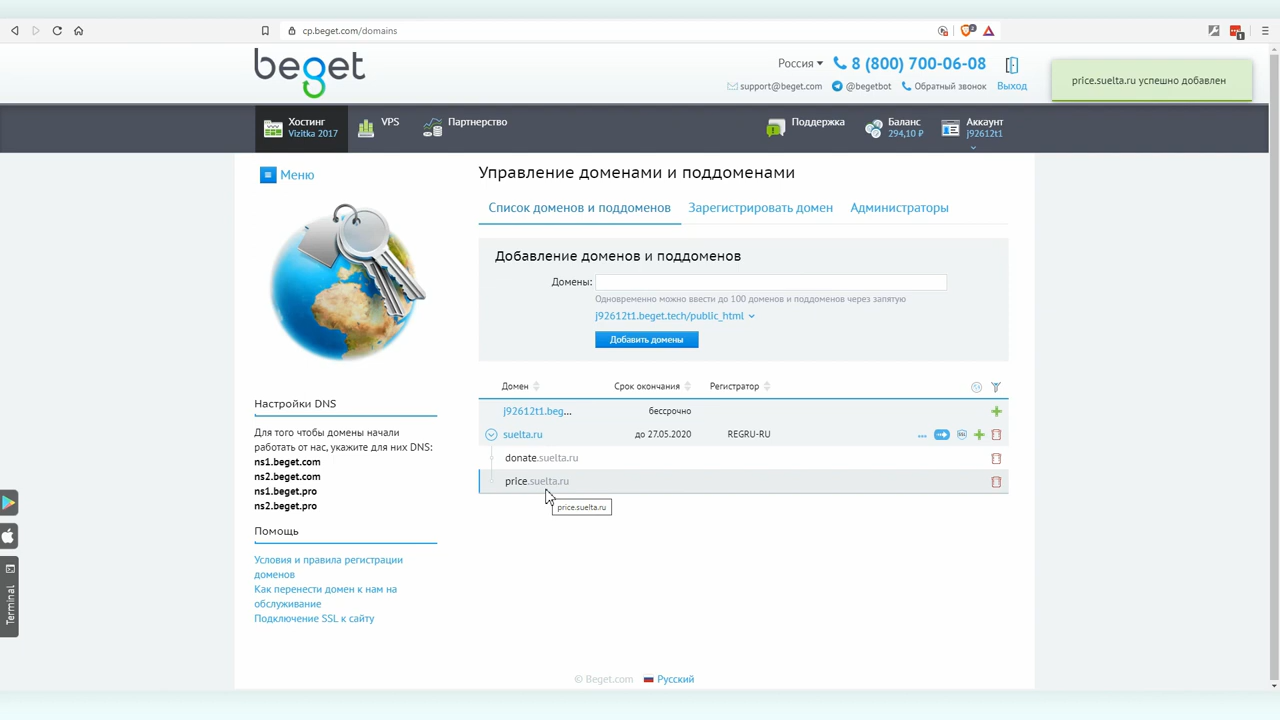 cp.beget.com/domains
beget
Россия
8 (800) 700-06-08
support@beget.com
@begetbot
Обратный звонок
Выход
price.suelta.ru успешно добавлен
Хостинг
Vizitka 2017
VPS
Партнерство
Поддержка
Баланс
294,10 ₽
Аккаунт
j92612t1
Меню
Управление доменами и поддоменами
Список доменов и поддоменов
Зарегистрировать домен
Администраторы
Добавление доменов и поддоменов
Домены:
Одновременно можно ввести до 100 доменов и поддоменов через запятую
j92612t1.beget.tech/public_html
Добавить домены
Домен
Срок окончания
Регистратор
j92612t1.beg...
бессрочно
suelta.ru
до 27.05.2020
REGRU-RU
donate.suelta.ru
price.suelta.ru
price.suelta.ru
Настройки DNS
Для того чтобы домены начали
работать от нас, укажите для них DNS:
ns1.beget.com
ns2.beget.com
ns1.beget.pro
ns2.beget.pro
Помощь
Условия и правила регистрации
доменов
Как перенести домен к нам на
обслуживание
Подключение SSL к сайту
Terminal
© Beget.com
Русский